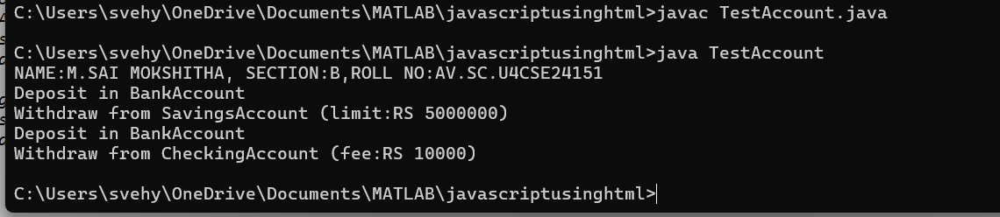 C:\Users\svehy\OneDrive\Documents\MATLAB\javascriptusinghtml>javac TestAccount.java
C:\Users\svehy\OneDrive\Documents\MATLAB\javascriptusinghtml>java TestAccount
NAME:M.SAI MOKSHITHA, SECTION:B,ROLL NO:AV.SC.U4CSE24151
Deposit in BankAccount
Withdraw from SavingsAccount (limit:RS 5000000)
Deposit in BankAccount
Withdraw from CheckingAccount (fee:RS 10000)
C:\Users\svehy\OneDrive\Documents\MATLAB\javascriptusinghtml>